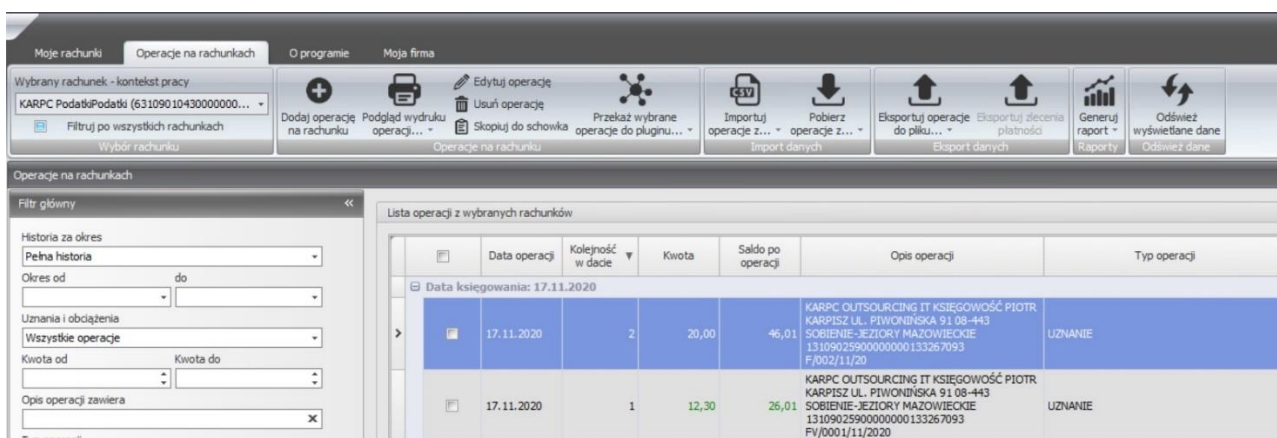 Moje rachunki Operacje na rachunkach O programie Moja firma
Wybrany rachunek - kontekst pracy
KARPC PodatkiPodatki (63109010430000000...
Filtruj po wszystkich rachunkach
Wybór rachunku
Dodaj operację
na rachunku
Podgląd wydruku
operacji...
Edytuj operację
Usuń operację
Skopiuj do schowka
Przekaż wybrane
operacje do pluginu...
Operacje na rachunku
Importuj
operacje z...
Pobierz
operacje z...
Import danych
Eksportuj operacje
do pliku...
Eksportuj zlecenia
płatności
Eksport danych
Generuj
raport
Raporty
Odśwież
wyświetlane dane
Odśwież dane
Operacje na rachunkach
Filtr główny
Historia za okres
Pełna historia
Okres od do
Uznania i obciążenia
Wszystkie operacje
Kwota od Kwota do
Opis operacji zawiera
Lista operacji z wybranych rachunków
Data operacji Kolejność w dacie Kwota Saldo po operacji Opis operacji Typ operacji
Data księgowania: 17.11.2020
17.11.2020 2 20,00 46,01
KARPC OUTSOURCING IT KSIĘGOWOŚĆ PIOTR
KARPISZ UL. PIWONIŃSKA 91 08-443
SOBIENIE-JEZIORY MAZOWIECKIE
13109025900000000133267093
F/002/11/20
UZNANIE
17.11.2020 1 12,30 26,01
KARPC OUTSOURCING IT KSIĘGOWOŚĆ PIOTR
KARPISZ UL. PIWONIŃSKA 91 08-443
SOBIENIE-JEZIORY MAZOWIECKIE
13109025900000000133267093
FV/0001/11/2020
UZNANIE